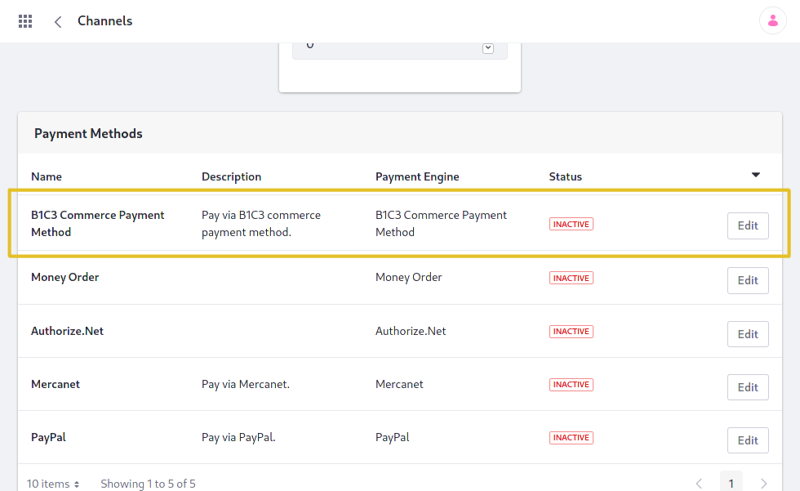 Channels
0
Payment Methods
Name Description Payment Engine Status
B1C3 Commerce Payment Method Pay via B1C3 commerce payment method. B1C3 Commerce Payment Method INACTIVE Edit
Money Order Money Order INACTIVE Edit
Authorize.Net Authorize.Net INACTIVE Edit
Mercanet Pay via Mercanet. Mercanet INACTIVE Edit
PayPal Pay via PayPal. PayPal INACTIVE Edit
10 items Showing 1 to 5 of 5 1